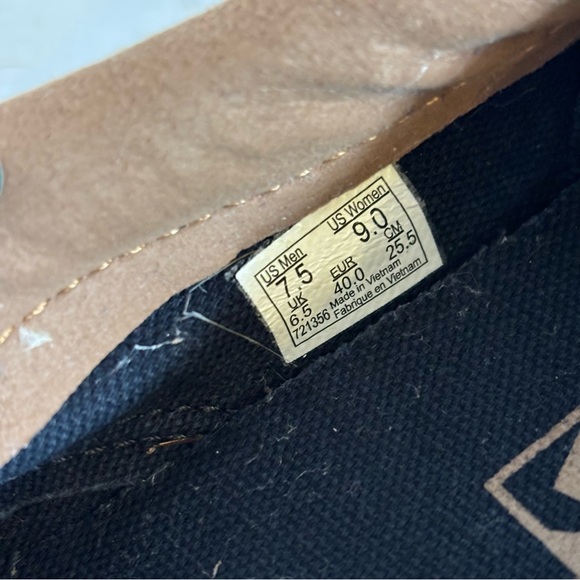 US Men US Women
7.5 9.0
UK EUR CM
6.5 40.0 25.5
721356 Made in Vietnam
Fabrique en Vietnam